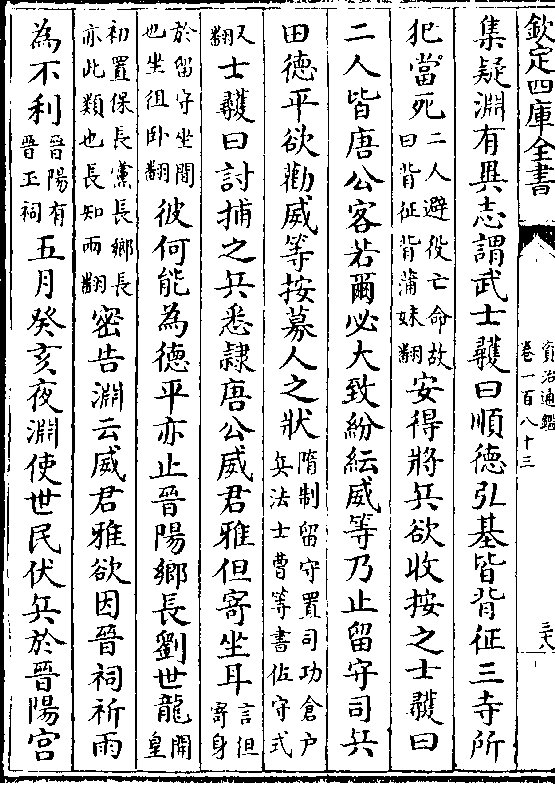 欽定四庫全書
資治通鑑
卷一百八十三
三十八
集疑淵有異志謂武士彠曰順德弘基皆背征三寺所
犯當死二人避役亡命故曰背征背蒲妹翻安得將兵欲收按之士彠曰
二人皆唐公客若爾必大致紛紜威等乃止留守司兵
田德平欲勸威等按募人之狀隋制留守置司功倉户兵法士曹等書佐守式
又翻士彠曰討捕之兵悉隷唐公威君雅但寄坐耳言但寄身
於留守坐間也坐徂卧翻彼何能為德平亦止晉陽鄉長劉世龍開皇
初置保長黨長鄉長亦此類也長知兩翻密告淵云威君雅欲因晉祠祈雨
為不利晉陽有晉王祠五月癸亥夜淵使世民伏兵於晉陽宮